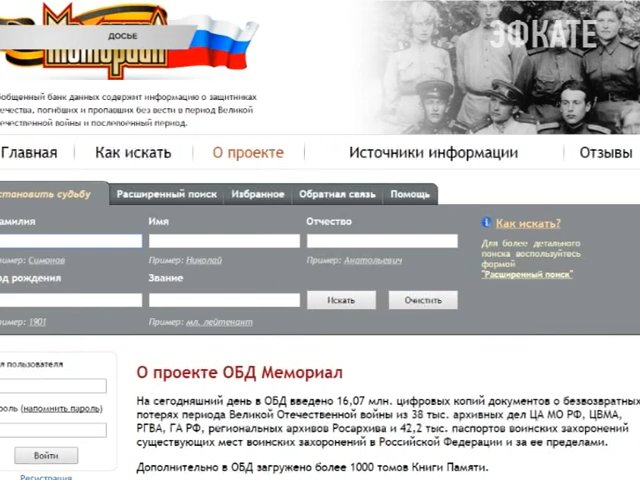 ДОСЬЕ
Мемориал
ЭФКАТЕ
общенный банк данных содержит информацию о защитниках
ечества, погибших и пропавших без вести в период Великой
ечественной войны и послевоенный период.
Главная Как искать О проекте Источники информации Отзывы
становить судьбу Расширенный поиск Избранное Обратная связь Помощь
амилия Имя Отчество
Как искать?
Для более детального
поиска воспользуйтесь
формой
"Расширенный поиск"
имер: Симонов Пример: Николай Пример: Анатольевич
од рождения Звание
Искать Очистить
имер: 1901 Пример: мл. лейтенант
я пользователя
роль (напомнить пароль)
Войти
Регистрация
О проекте ОБД Мемориал
На сегодняшний день в ОБД введено 16,07 млн. цифровых копий документов о безвозвратных
потерях периода Великой Отечественной войны из 38 тыс. архивных дел ЦА МО РФ, ЦВМА,
РГВА, ГА РФ, региональных архивов Росархива и 42,2 тыс. паспортов воинских захоронений
существующих мест воинских захоронений в Российской Федерации и за ее пределами.
Дополнительно в ОБД загружено более 1000 томов Книги Памяти.